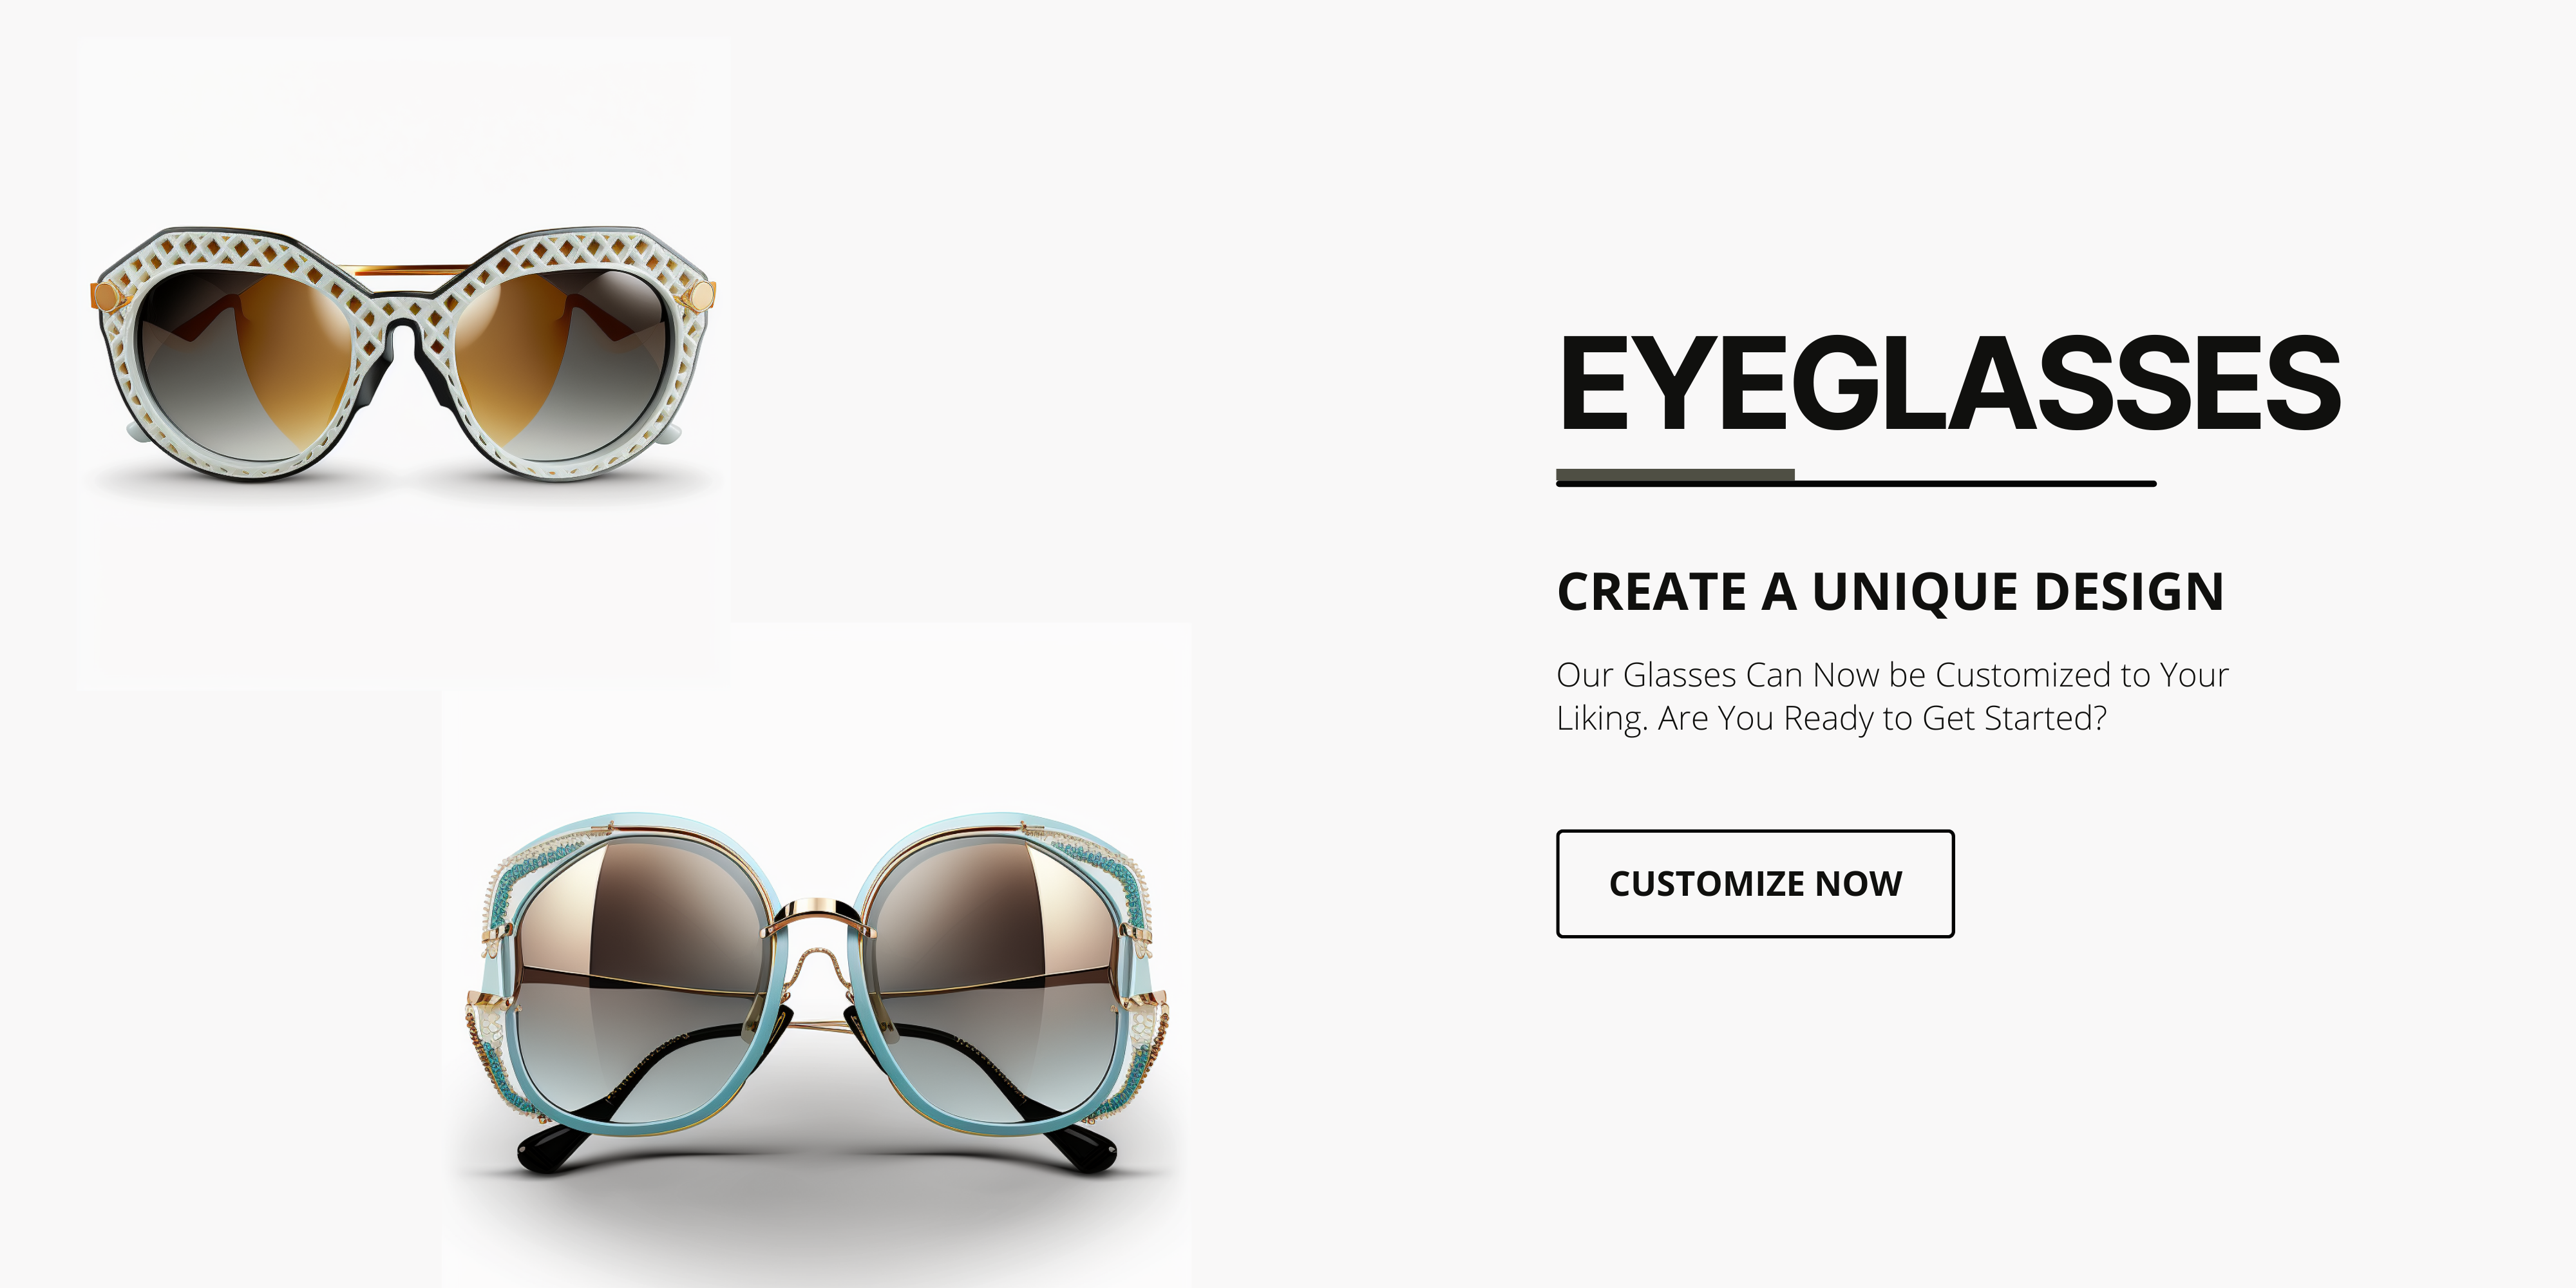 EYEGLASSES
CREATE A UNIQUE DESIGN
Our Glasses Can Now be Customized to Your
Liking. Are You Ready to Get Started?
CUSTOMIZE NOW